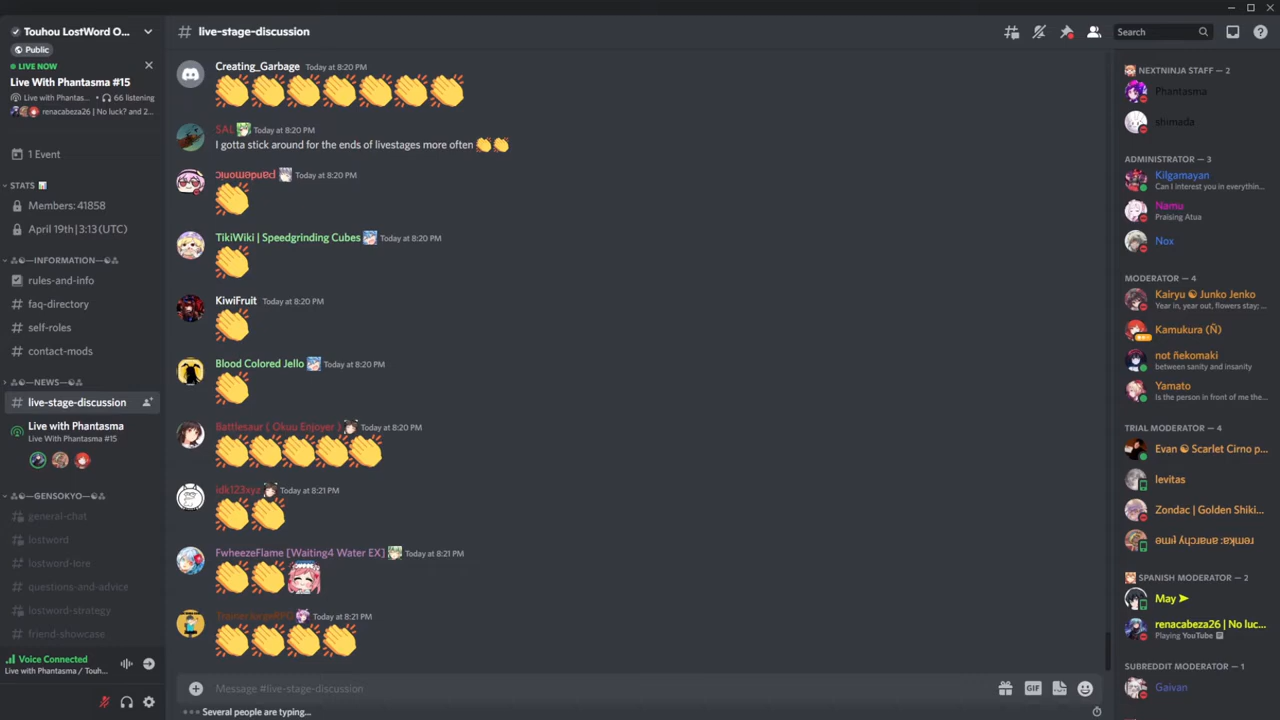 Touhou LostWord O...
Public
LIVE NOW
Live With Phantasma #15
Live with Phantas... • 66 listening
renacabeza26 | No luck? and 2...
1 Event
STATS
Members: 41858
April 19th | 3:13 (UTC)
—INFORMATION—
rules-and-info
# faq-directory
# self-roles
# contact-mods
—NEWS—
# live-stage-discussion
Live with Phantasma
Live With Phantasma #15
—GENSOKYO—
general-chat
lostword
lostword-lore
questions-and-advice
lostword-strategy
friend-showcase
Voice Connected
Live with Phantasma / Touh...
# live-stage-discussion
Search
Creating_Garbage Today at 8:20 PM
👏👏👏👏👏👏👏
SAL Today at 8:20 PM
I gotta stick around for the ends of livestages more often 👏👏
ɔıuoɯǝpuɐԀ Today at 8:20 PM
👏
TikiWiki | Speedgrinding Cubes Today at 8:20 PM
👏
KiwiFruit Today at 8:20 PM
👏
Blood Colored Jello Today at 8:20 PM
👏
Battlesaur ( Okuu Enjoyer ) Today at 8:20 PM
👏👏👏👏👏
idk123xyz Today at 8:21 PM
👏👏
FwheezeFlame [Waiting4 Water EX] Today at 8:21 PM
👏👏
TrainerJorgeRPG Today at 8:21 PM
👏👏👏👏
Message #live-stage-discussion
GIF
Several people are typing...
NEXTNINJA STAFF — 2
Phantasma
shimada
ADMINISTRATOR — 3
Kilgamayan
Can I interest you in everythin...
Namu
Praising Atua
Nox
MODERATOR — 4
Kairyu ☯ Junko Jenko
Year in, year out, flowers stay; ...
Kamukura (Ñ)
not ñekomaki
between sanity and insanity
Yamato
Is the person in front of me the...
TRIAL MODERATOR — 4
Evan ☯ Scarlet Cirno p...
levitas
Zondac | Golden Shiki...
SPANISH MODERATOR — 2
May ➤
renacabeza26 | No luc...
Playing YouTube
SUBREDDIT MODERATOR — 1
Gaivan